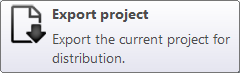 Export project
Export the current project for
distribution.